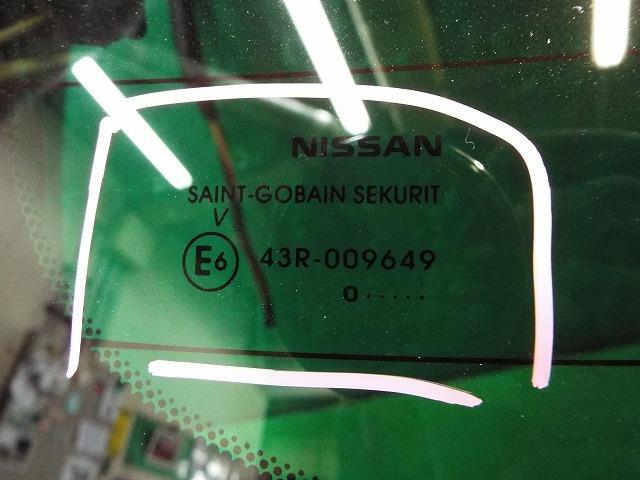 NISSAN
SAINT-GOBAIN SEKURIT
V
E6 43R-009649
0 · · · · ·